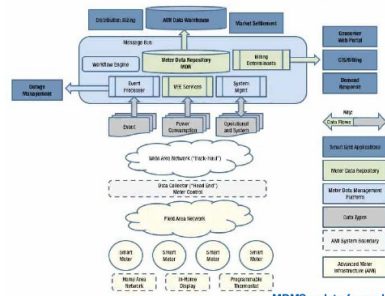 Distribution Billing
AMI Data Warehouse
Market Settlement
Message Bus
Workflow Engine
Meter Data Repository
MDM
Billing
Determinants
Consumer
Web Portal
CIS/Billing
Demand
Response
Outage
Management
Event
Processor
VEE Services
System
Mgmt
Event
Power
Consumption
Operational
and System
Key:
Data Flows
Smart Grid Applications
Meter Data Repository
Meter Data Management
Platform
Data Types
AMI System Boundary
Advanced Meter
Infrastructure (AMI)
Wide Area Network ("Back-Haul")
Data Collector ("Head End")
Meter Control
Field Area Network
Smart
Meter
Smart
Meter
Smart
Meter
Smart
Meter
Home Area
Network
In-Home
Display
Programmable
Thermostat